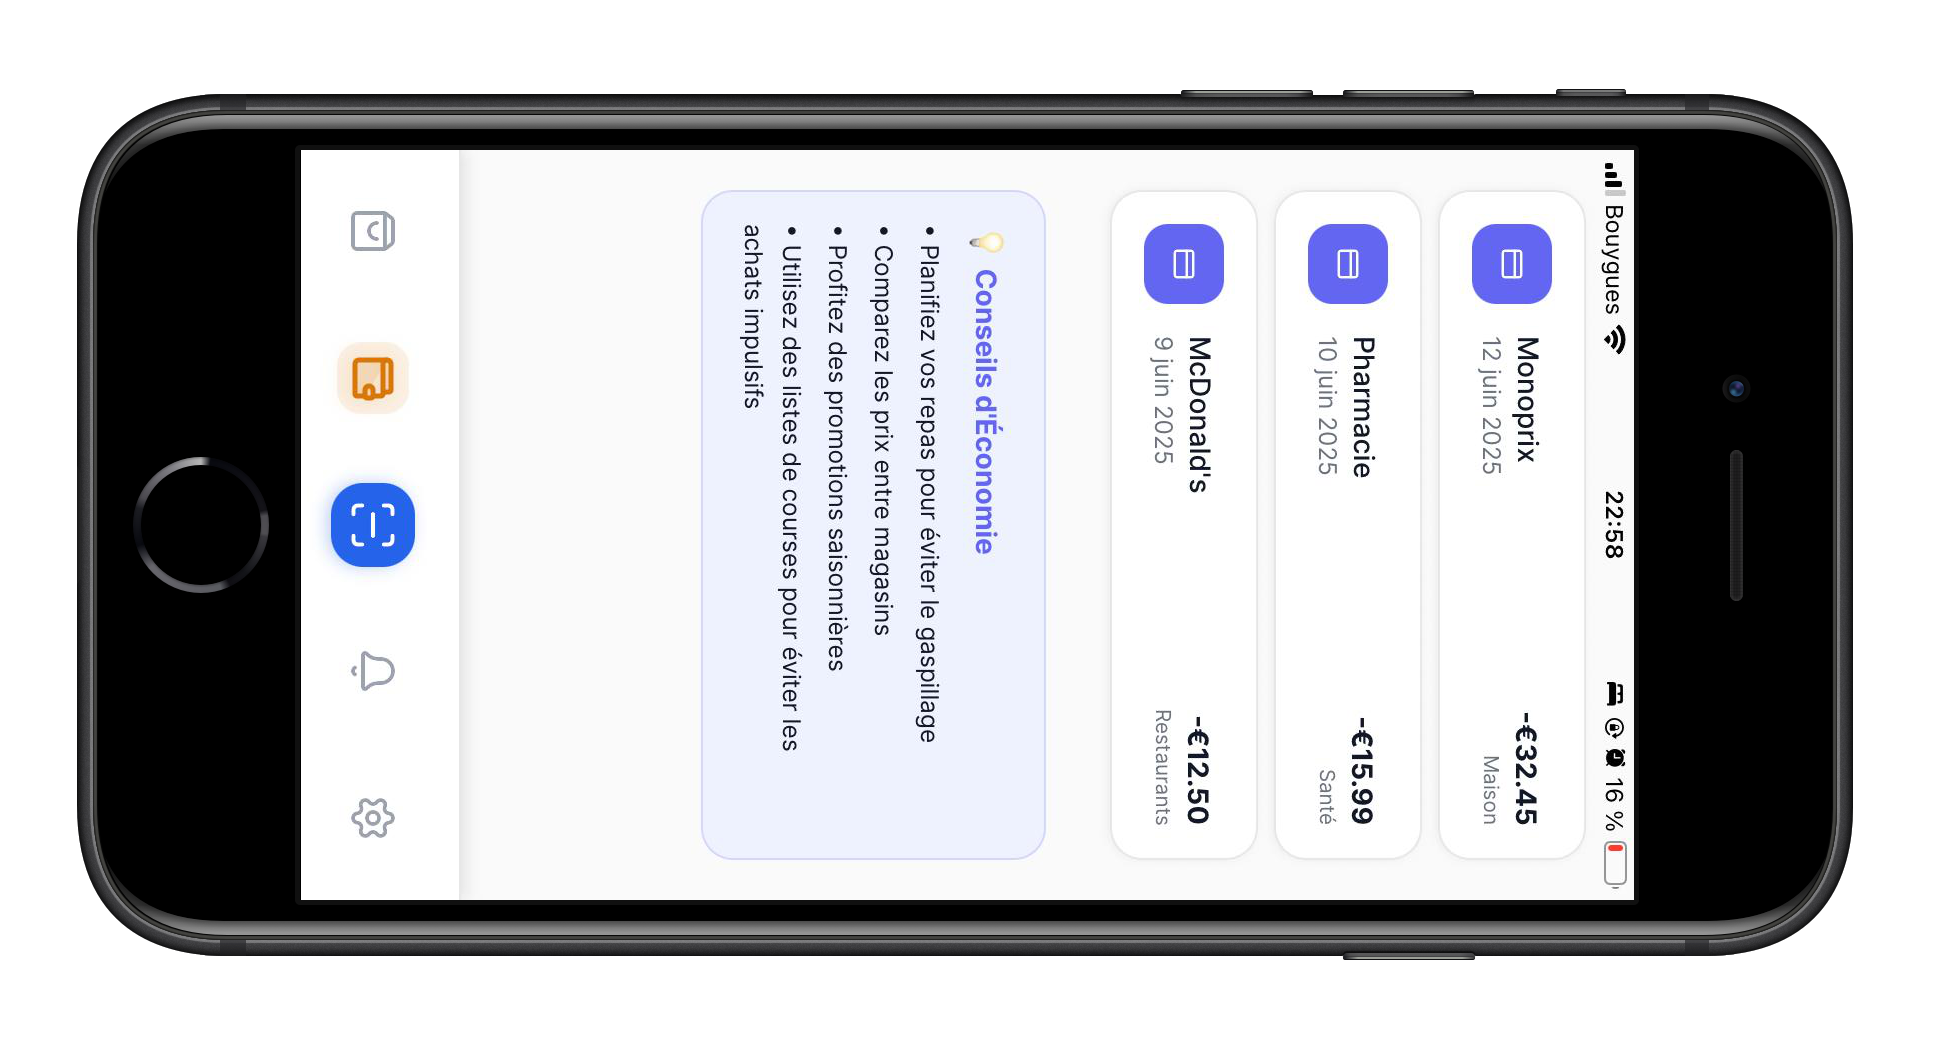 Bouygues 22:58 16 %
Monoprix -€32.45
12 juin 2025 Maison
Pharmacie -€15.99
10 juin 2025 Santé
McDonald's -€12.50
9 juin 2025 Restaurants
💡 Conseils d'Économie
• Planifiez vos repas pour éviter le gaspillage
• Comparez les prix entre magasins
• Profitez des promotions saisonnières
• Utilisez des listes de courses pour éviter les
achats impulsifs